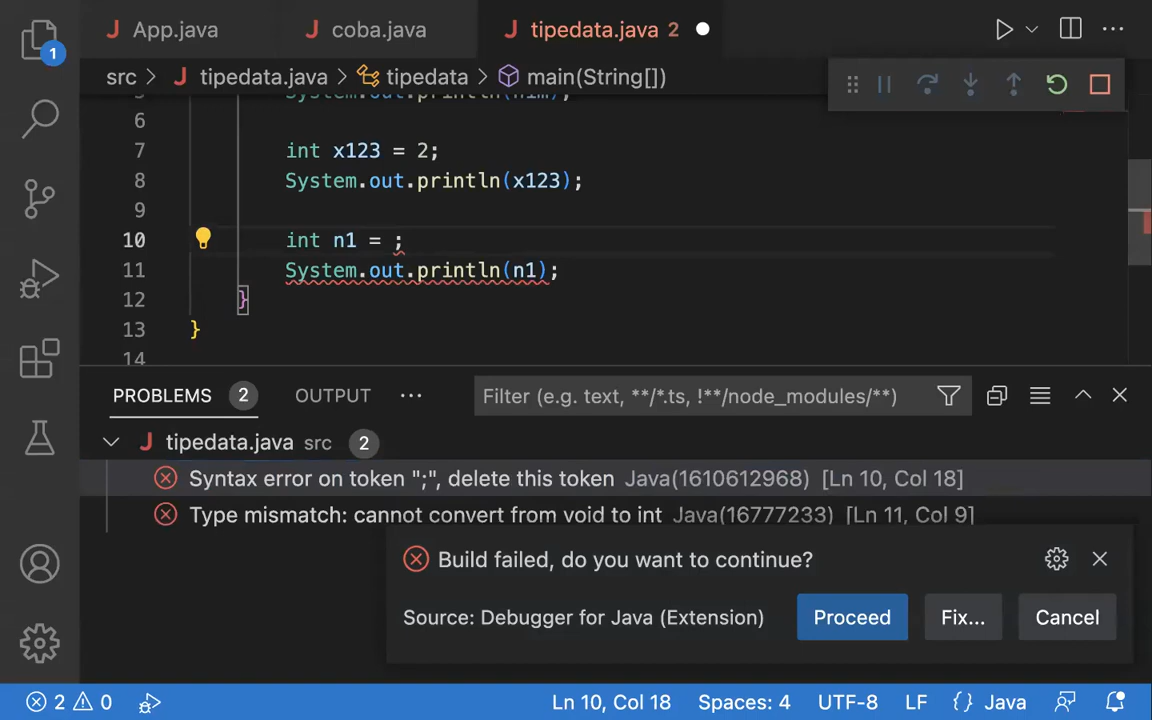 1
App.java
coba.java
tipedata.java 2
src > tipedata.java > tipedata > main(String[])
6
7 int x123 = 2;
8 System.out.println(x123);
9
10 int n1 = ;
11 System.out.println(n1);
12 }
13 }
14
PROBLEMS 2 OUTPUT ...
Filter (e.g. text, **/*.ts, !**/node_modules/**)
tipedata.java src 2
Syntax error on token ";", delete this token Java(1610612968) [Ln 10, Col 18]
Type mismatch: cannot convert from void to int Java(16777233) [Ln 11, Col 9]
Build failed, do you want to continue?
Source: Debugger for Java (Extension)
Proceed
Fix...
Cancel
2 0
Ln 10, Col 18 Spaces: 4 UTF-8 LF {} Java